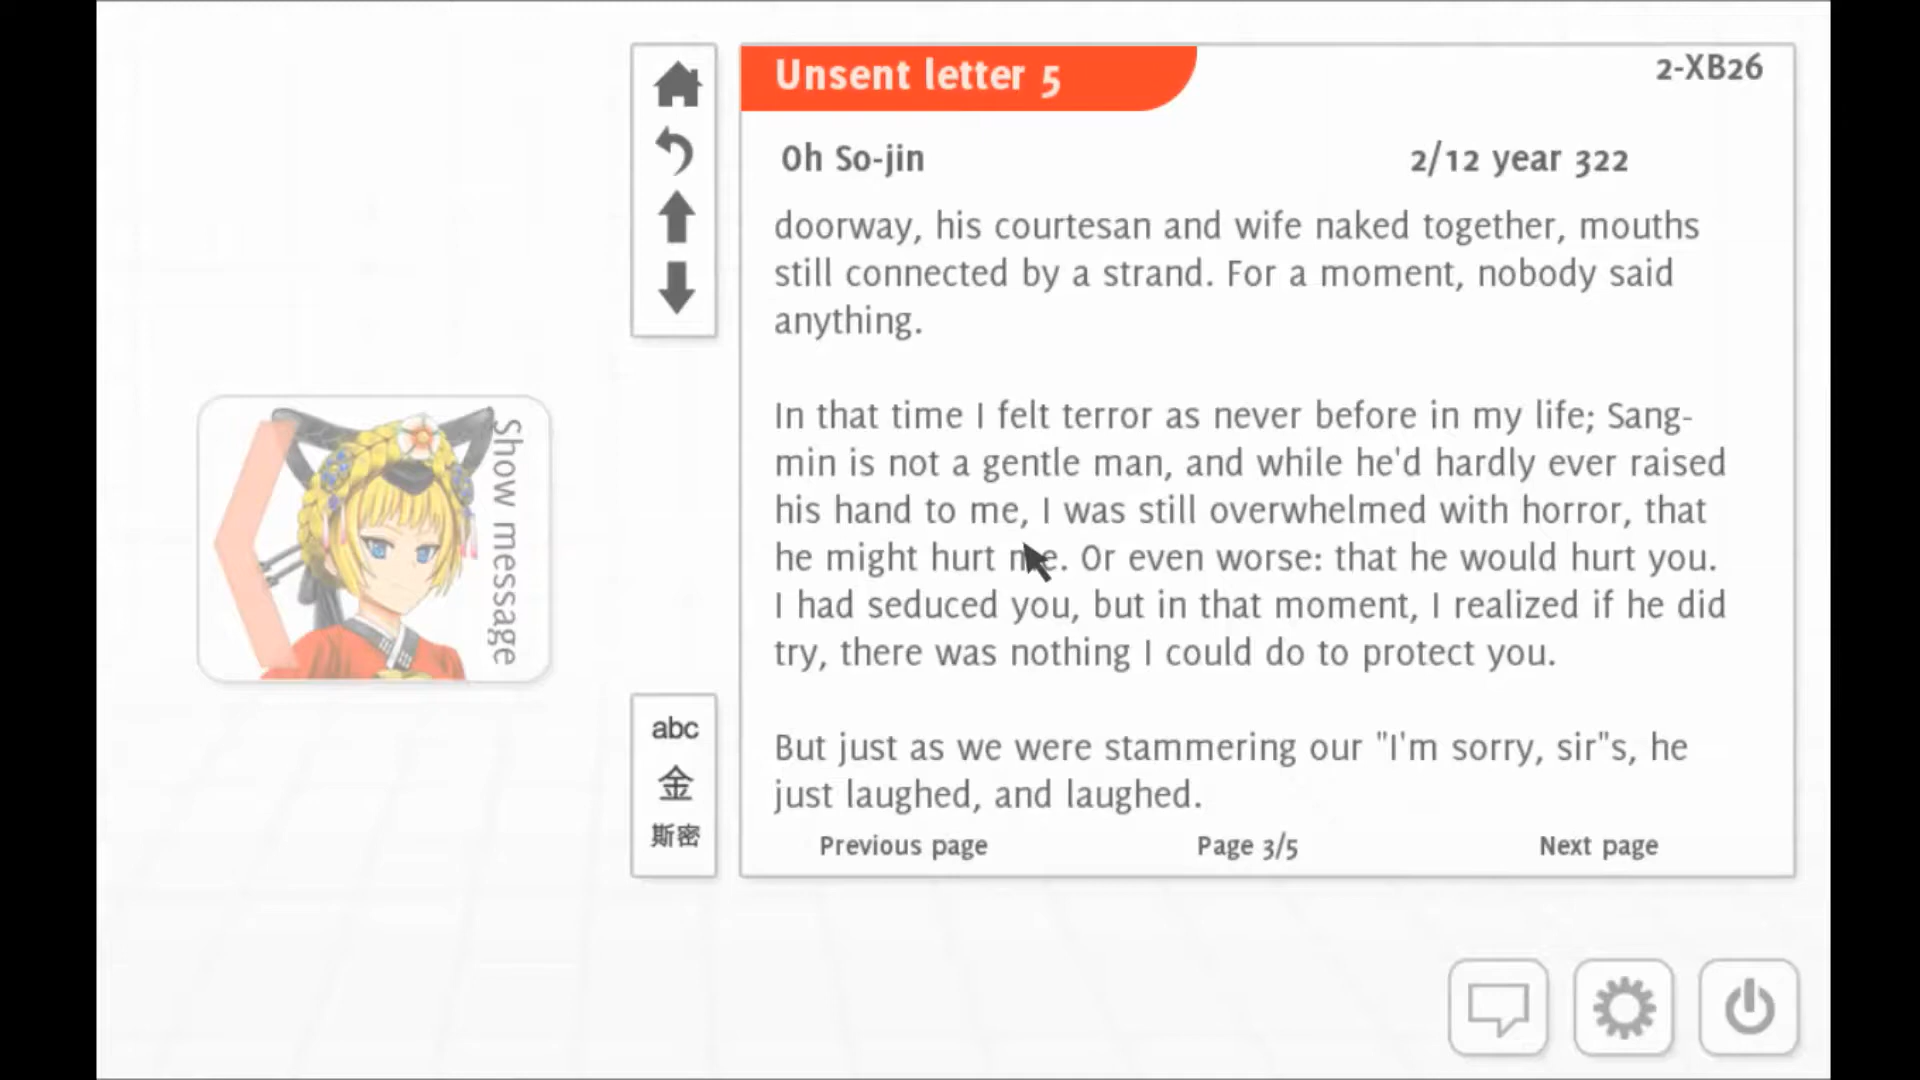 Unsent letter 5
2-XB26
Oh So-jin
2/12 year 322
doorway, his courtesan and wife naked together, mouths
still connected by a strand. For a moment, nobody said
anything.
In that time I felt terror as never before in my life; Sang-
min is not a gentle man, and while he'd hardly ever raised
his hand to me, I was still overwhelmed with horror, that
he might hurt me. Or even worse: that he would hurt you.
I had seduced you, but in that moment, I realized if he did
try, there was nothing I could do to protect you.
But just as we were stammering our "I'm sorry, sir"s, he
just laughed, and laughed.
Previous page
Page 3/5
Next page
Show message
abc
金
斯密